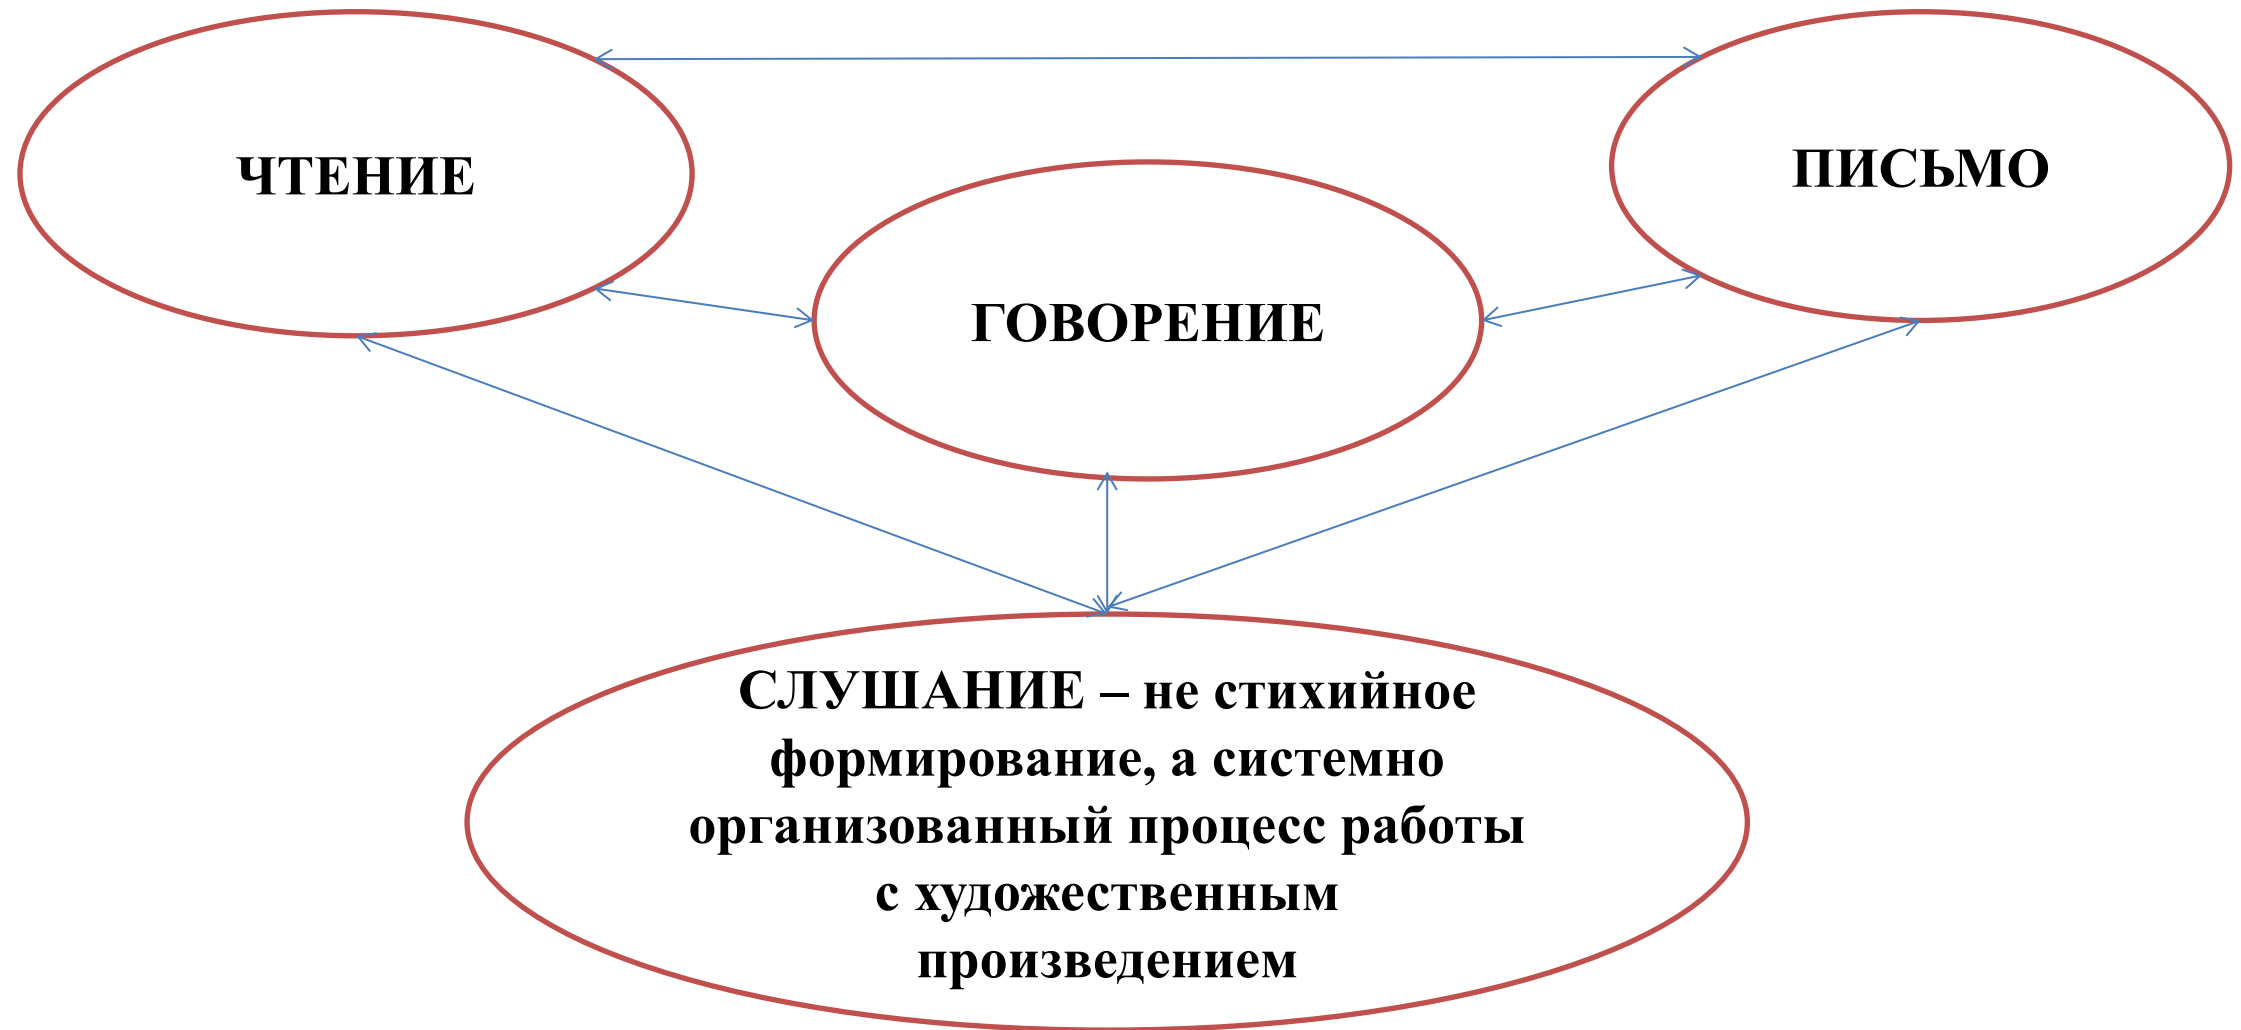 ЧТЕНИЕ
ПИСЬМО
ГОВОРЕНИЕ
СЛУШАНИЕ – не стихийное
формирование, а системно
организованный процесс работы
с художественным
произведением